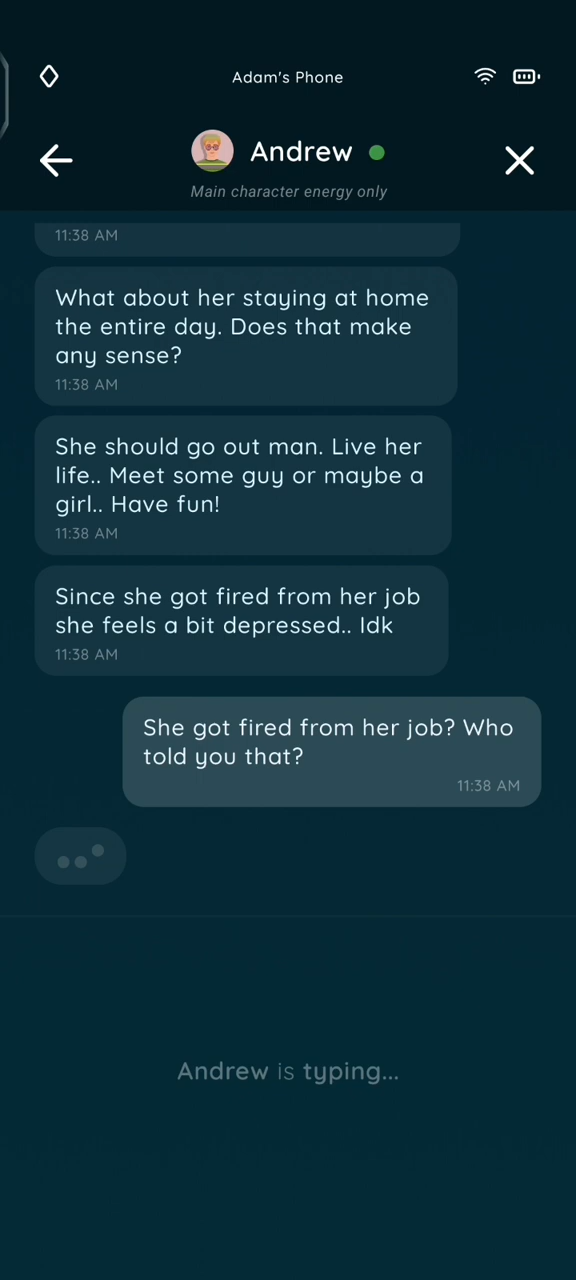 Adam's Phone
Andrew
Main character energy only
11:38 AM
What about her staying at home
the entire day. Does that make
any sense?
11:38 AM
She should go out man. Live her
life.. Meet some guy or maybe a
girl.. Have fun!
11:38 AM
Since she got fired from her job
she feels a bit depressed.. Idk
11:38 AM
She got fired from her job? Who
told you that?
11:38 AM
Andrew is typing...